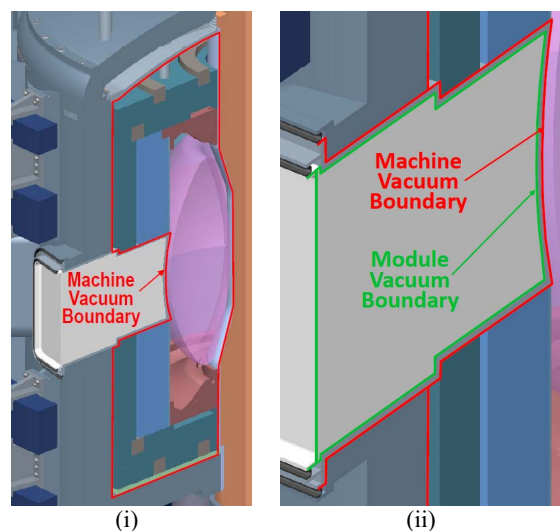 Machine
Vacuum
Boundary
Machine
Vacuum
Boundary
Module
Vacuum
Boundary
(i)
(ii)